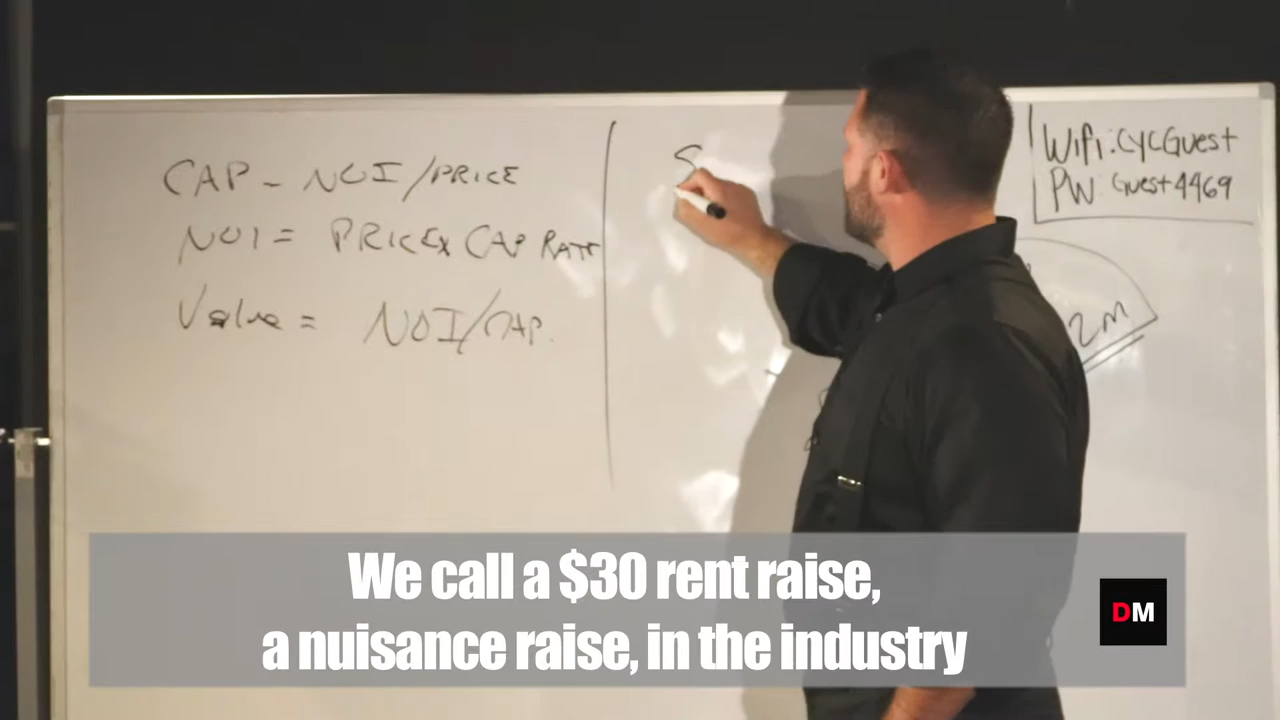 CAP - NOI/PRICE
NOI = PRICE x CAP RATE
Value = NOI/CAP.
S
WiFi: CYCGuest
PW: Guest4469
2M
We call a $30 rent raise,
a nuisance raise, in the industry
DM